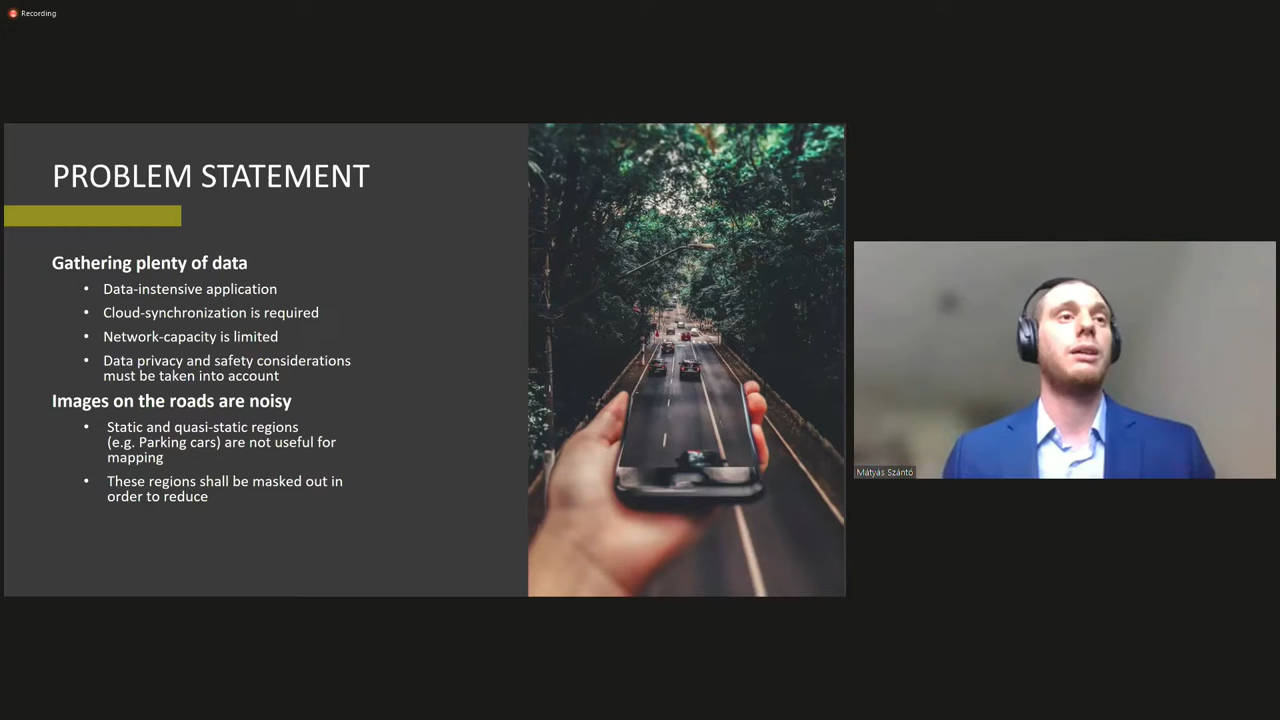 Recording
PROBLEM STATEMENT
Gathering plenty of data
• Data-intensive application
• Cloud-synchronization is required
• Network-capacity is limited
• Data privacy and safety considerations
must be taken into account
Images on the roads are noisy
• Static and quasi-static regions
(e.g. Parking cars) are not useful for
mapping
• These regions shall be masked out in
order to reduce
Mátyás Szántó